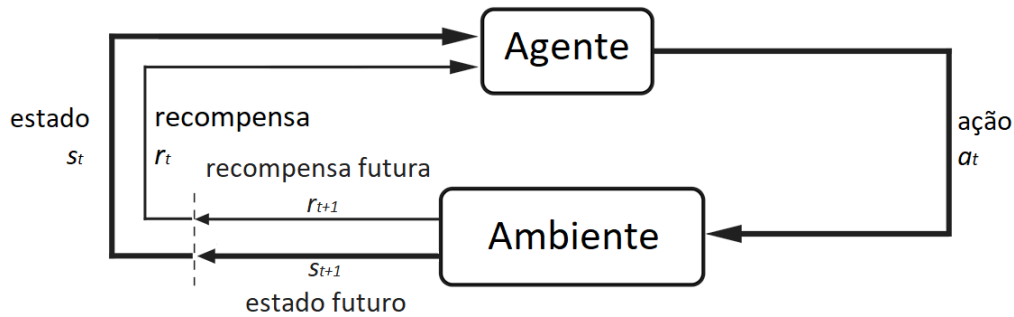 Agente
estado
sₜ
recompensa
rₜ
ação
aₜ
recompensa futura
rₜ₊₁
Ambiente
sₜ₊₁
estado futuro